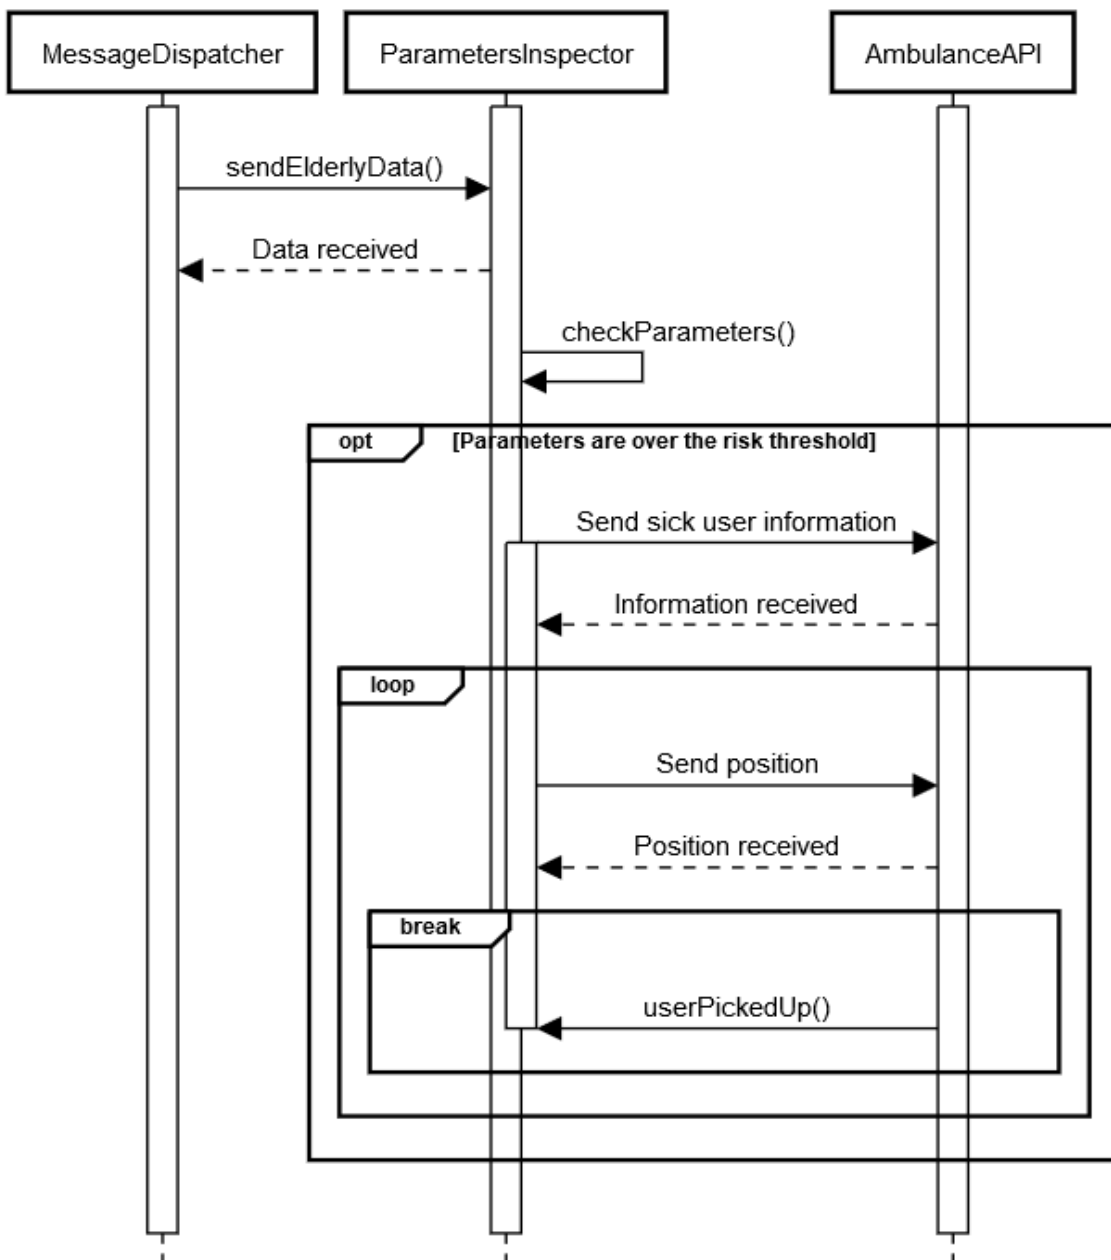 MessageDispatcher
ParametersInspector
AmbulanceAPI
sendElderlyData()
Data received
checkParameters()
opt
[Parameters are over the risk threshold]
Send sick user information
Information received
loop
Send position
Position received
break
userPickedUp()